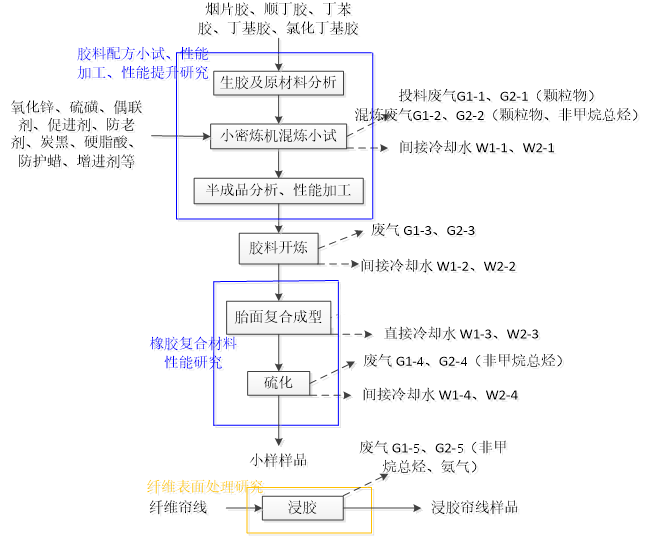 烟片胶、顺丁胶、丁苯
胶、丁基胶、氯化丁基胶
胶料配方小试、性能
加工、性能提升研究
生胶及原材料分析
投料废气G1-1、G2-1（颗粒物）
混炼废气G1-2、G2-2（颗粒物、非甲烷总烃）
氧化锌、硫磺、偶联
剂、促进剂、防老
剂、炭黑、硬脂酸、
防护蜡、增进剂等
小密炼机混炼小试
间接冷却水 W1-1、W2-1
半成品分析、性能加工
废气 G1-3、G2-3
胶料开炼
间接冷却水 W1-2、W2-2
胎面复合成型
直接冷却水 W1-3、W2-3
橡胶复合材料
性能研究
废气 G1-4、G2-4（非甲烷总烃）
硫化
间接冷却水 W1-4、W2-4
小样样品
废气 G1-5、G2-5（非甲
烷总烃、氨气）
纤维表面处理研究
纤维帘线
浸胶
浸胶帘线样品